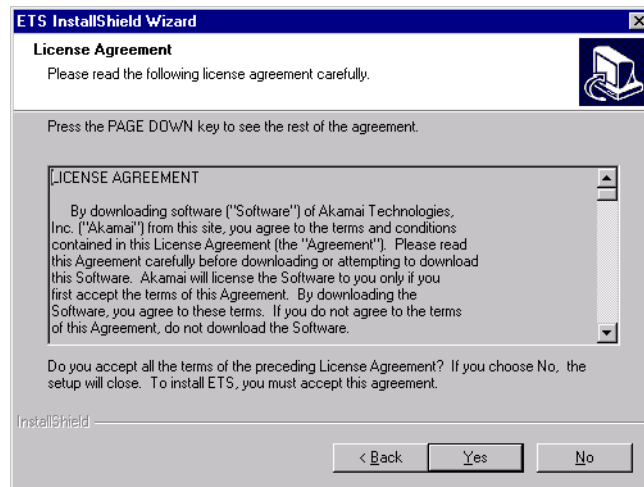 ETS InstallShield Wizard
License Agreement
Please read the following license agreement carefully.
Press the PAGE DOWN key to see the rest of the agreement.
LICENSE AGREEMENT
By downloading software ("Software") of Akamai Technologies,
Inc. ("Akamai") from this site, you agree to the terms and conditions
contained in this License Agreement (the "Agreement"). Please read
this Agreement carefully before downloading or attempting to download
this Software. Akamai will license the Software to you only if you
first accept the terms of this Agreement. By downloading the
Software, you agree to these terms. If you do not agree to the terms
of this Agreement, do not download the Software.
Do you accept all the terms of the preceding License Agreement? If you choose No, the
setup will close. To install ETS, you must accept this agreement.
InstallShield
< Back
Yes
No